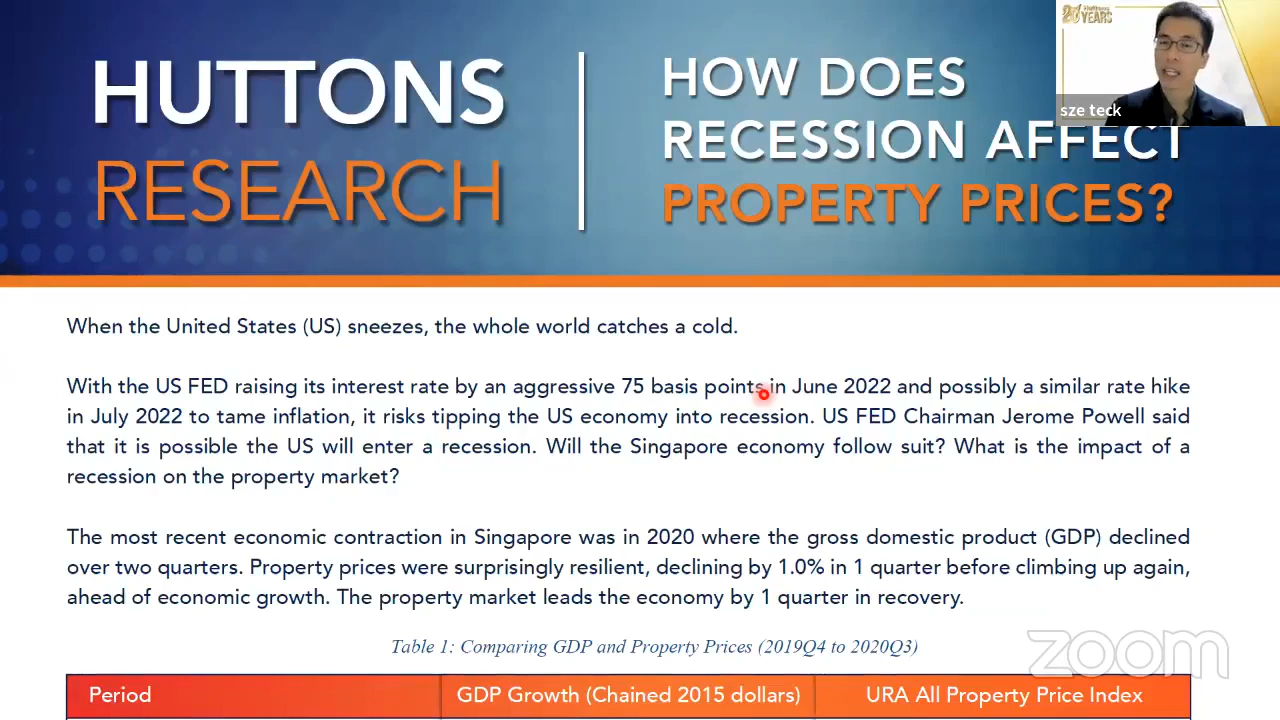 HUTTONS
RESEARCH
HOW DOES
RECESSION AFFECT
PROPERTY PRICES?
YEARS
sze teck
When the United States (US) sneezes, the whole world catches a cold.
With the US FED raising its interest rate by an aggressive 75 basis points in June 2022 and possibly a similar rate hike
in July 2022 to tame inflation, it risks tipping the US economy into recession. US FED Chairman Jerome Powell said
that it is possible the US will enter a recession. Will the Singapore economy follow suit? What is the impact of a
recession on the property market?
The most recent economic contraction in Singapore was in 2020 where the gross domestic product (GDP) declined
over two quarters. Property prices were surprisingly resilient, declining by 1.0% in 1 quarter before climbing up again,
ahead of economic growth. The property market leads the economy by 1 quarter in recovery.
Table 1: Comparing GDP and Property Prices (2019Q4 to 2020Q3)
zoom
Period GDP Growth (Chained 2015 dollars) URA All Property Price Index